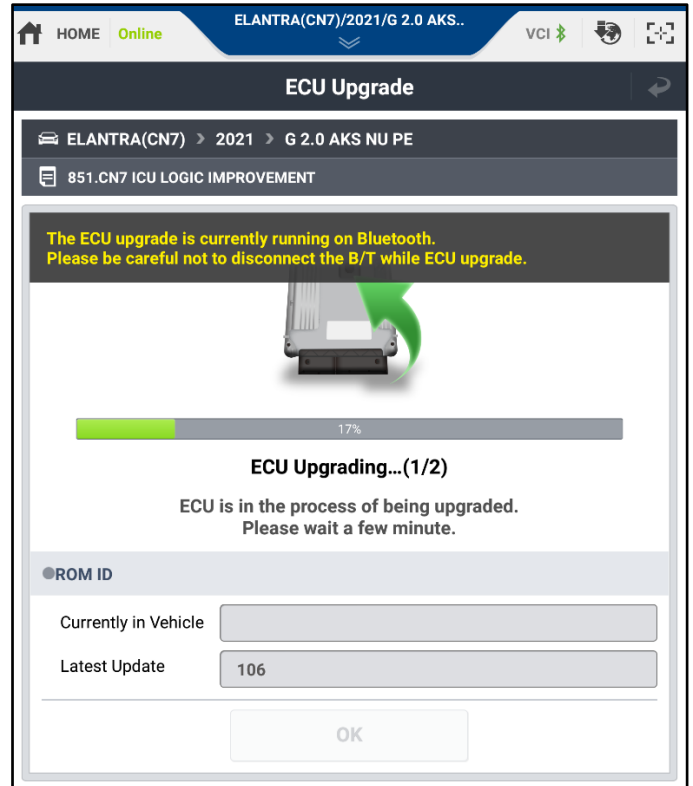 ELANTRA(CN7)/2021/G 2.0 AKS..
HOME Online
VCI
ECU Upgrade
ELANTRA(CN7) > 2021 > G 2.0 AKS NU PE
851.CN7 ICU LOGIC IMPROVEMENT
The ECU upgrade is currently running on Bluetooth.
Please be careful not to disconnect the B/T while ECU upgrade.
17%
ECU Upgrading...(1/2)
ECU is in the process of being upgraded.
Please wait a few minute.
ROM ID
Currently in Vehicle
Latest Update 106
OK